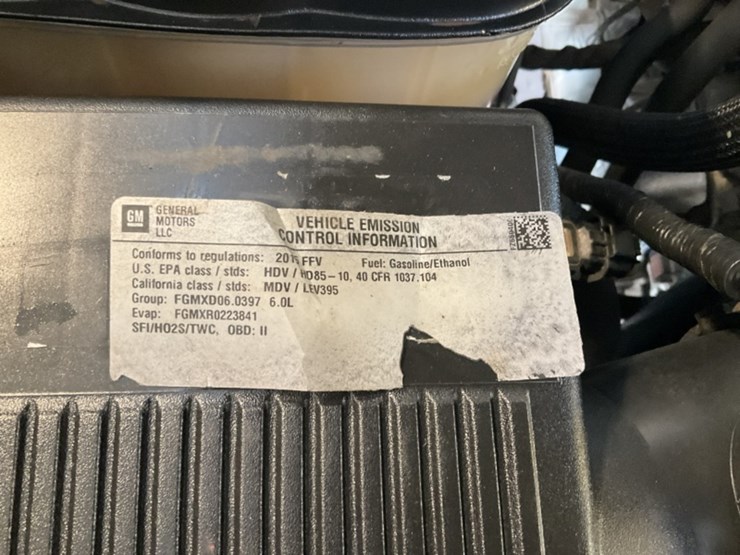 GM GENERAL MOTORS LLC
VEHICLE EMISSION
CONTROL INFORMATION
Conforms to regulations: 2015 FFV Fuel: Gasoline/Ethanol
U.S. EPA class / stds: HDV / HD85-10, 40 CFR 1037.104
California class / stds: MDV / LEV395
Group: FGMXD06.0397 6.0L
Evap: FGMXR0223841
SFI/HO2S/TWC, OBD: II